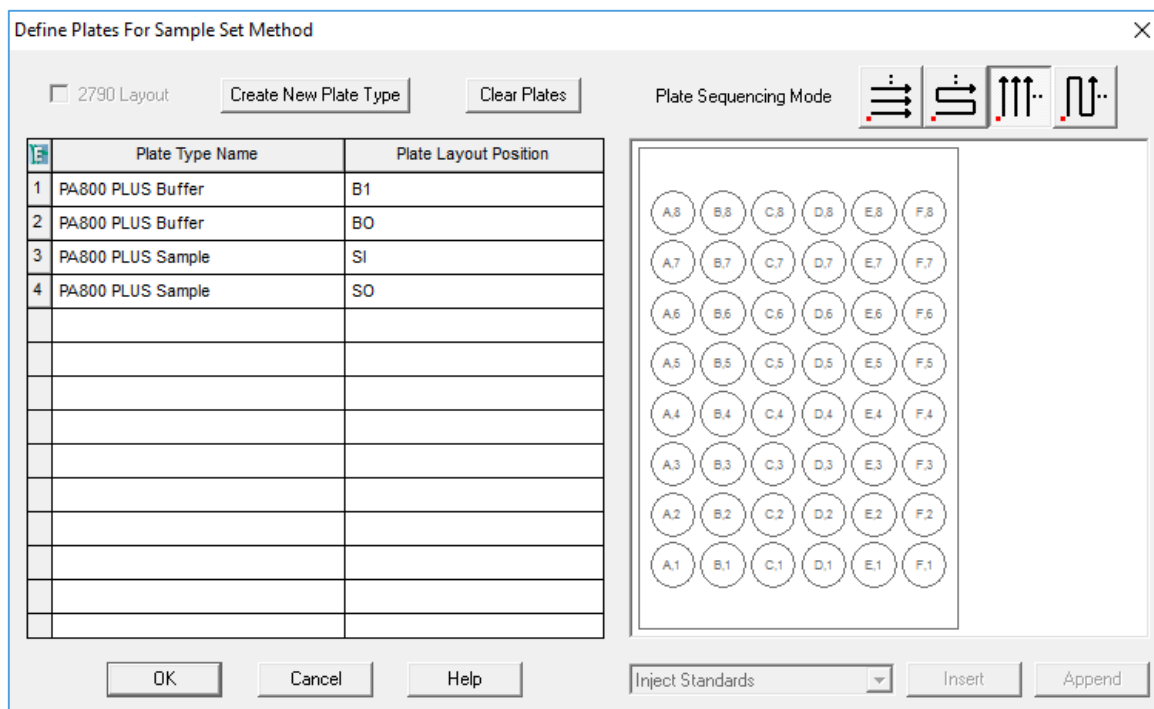 Define Plates For Sample Set Method
2790 Layout
Create New Plate Type
Clear Plates
Plate Sequencing Mode
Plate Type Name Plate Layout Position
1 PA800 PLUS Buffer B1
2 PA800 PLUS Buffer BO
3 PA800 PLUS Sample SI
4 PA800 PLUS Sample SO
A,8 B,8 C,8 D,8 E,8 F,8
A,7 B,7 C,7 D,7 E,7 F,7
A,6 B,6 C,6 D,6 E,6 F,6
A,5 B,5 C,5 D,5 E,5 F,5
A,4 B,4 C,4 D,4 E,4 F,4
A,3 B,3 C,3 D,3 E,3 F,3
A,2 B,2 C,2 D,2 E,2 F,2
A,1 B,1 C,1 D,1 E,1 F,1
OK
Cancel
Help
Inject Standards
Insert
Append